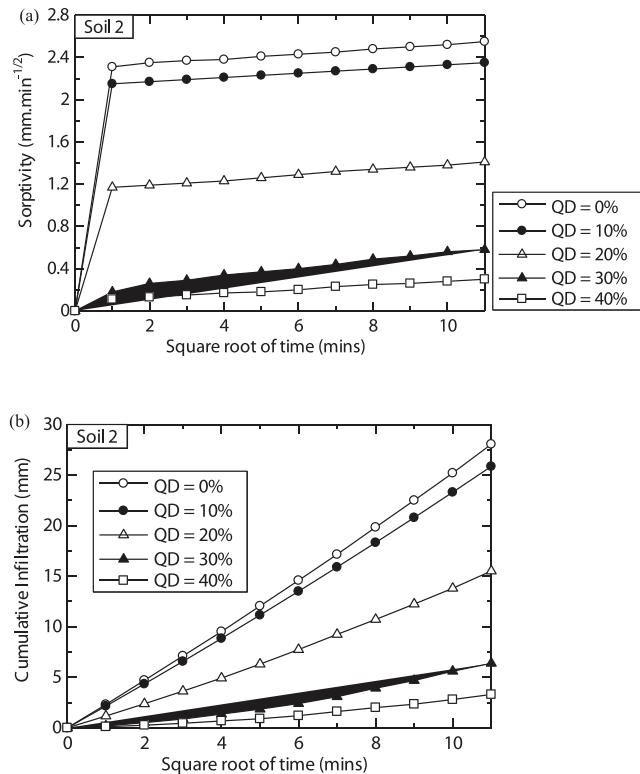 (a)
Soil 2
2.8
2.4
2
1.6
1.2
0.8
0.4
0
Sorptivity (mm.min⁻¹/²)
0 2 4 6 8 10
Square root of time (mins)
QD = 0%
QD = 10%
QD = 20%
QD = 30%
QD = 40%
(b)
Soil 2
30
25
20
15
10
5
0
Cumulative Infiltration (mm)
QD = 0%
QD = 10%
QD = 20%
QD = 30%
QD = 40%
0 2 4 6 8 10
Square root of time (mins)